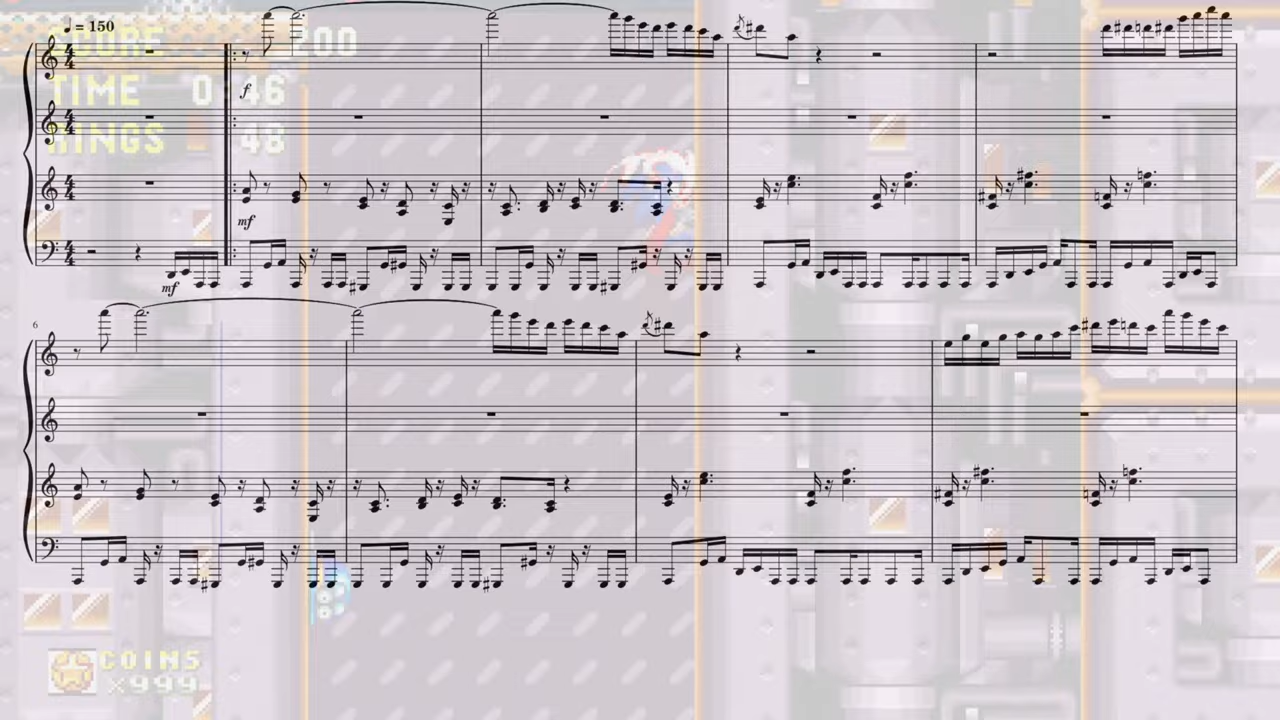 ♩ = 150
SCORE 200
TIME 0:46
RINGS 48
f
mf
mf
6
COINS
×999